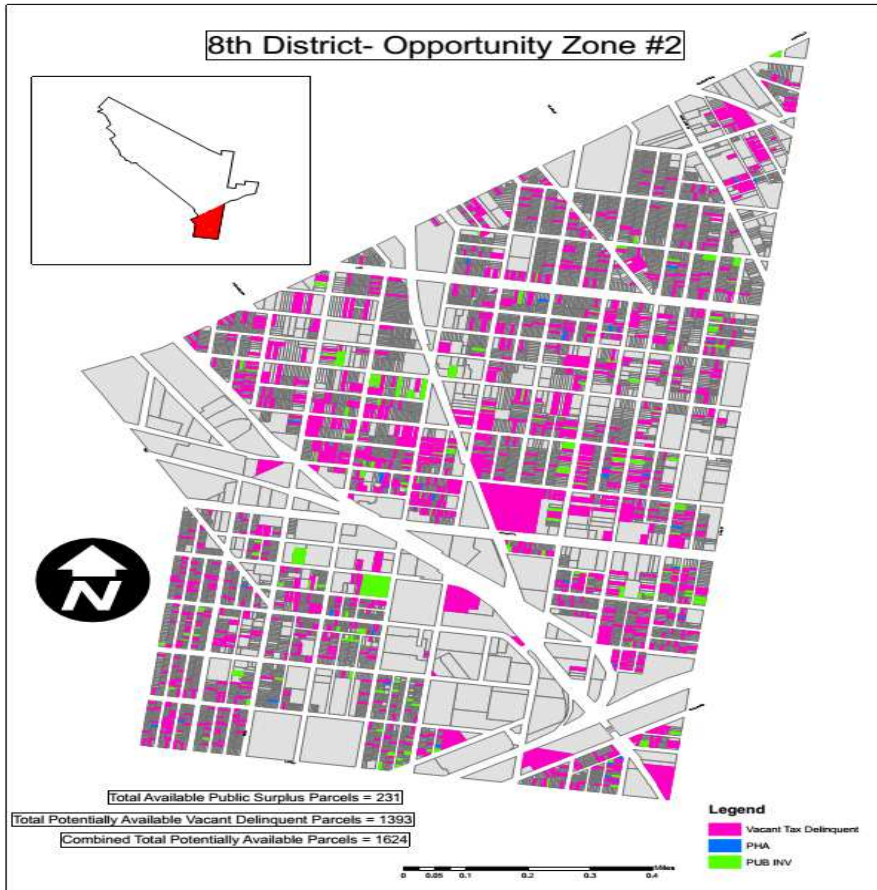 8th District- Opportunity Zone #2
N
Total Available Public Surplus Parcels = 231
Total Potentially Available Vacant Delinquent Parcels = 1393
Combined Total Potentially Available Parcels = 1624
Legend
Vacant Tax Delinquent
PHA
PUB INV
Miles
0 0.05 0.1 0.2 0.3 0.4